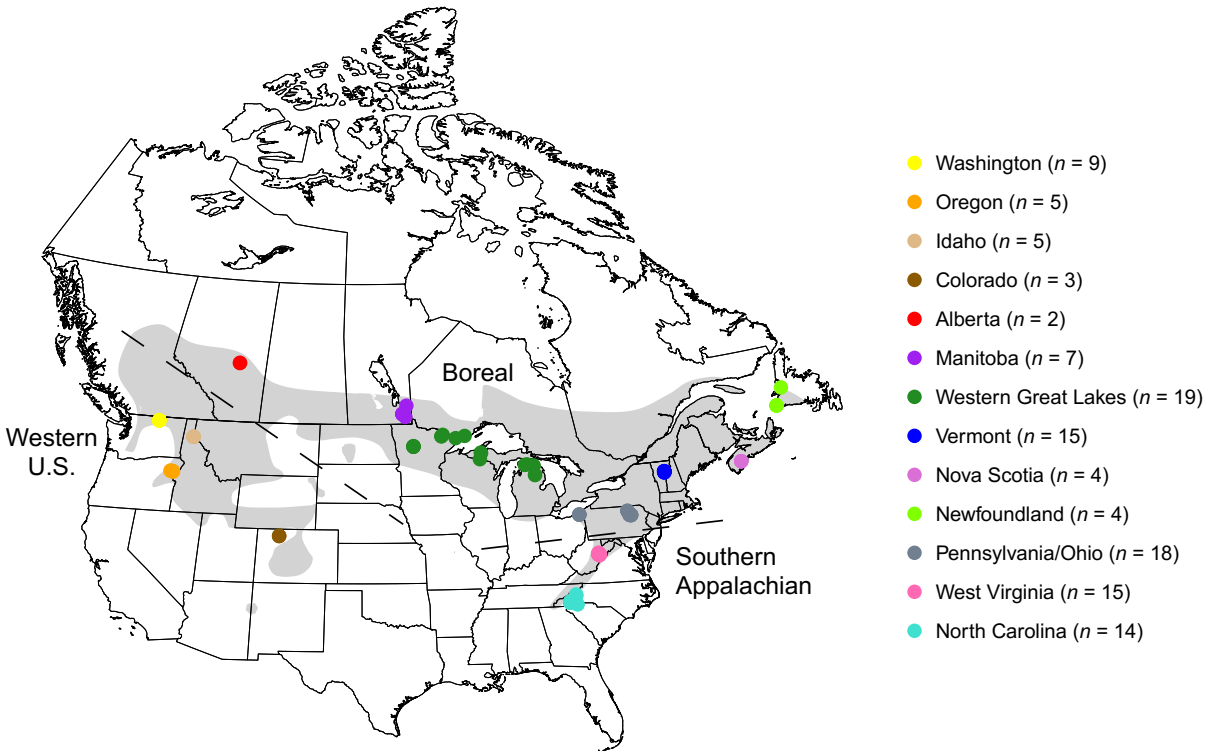 Boreal
Western
U.S.
Southern
Appalachian
Washington (n = 9)
Oregon (n = 5)
Idaho (n = 5)
Colorado (n = 3)
Alberta (n = 2)
Manitoba (n = 7)
Western Great Lakes (n = 19)
Vermont (n = 15)
Nova Scotia (n = 4)
Newfoundland (n = 4)
Pennsylvania/Ohio (n = 18)
West Virginia (n = 15)
North Carolina (n = 14)